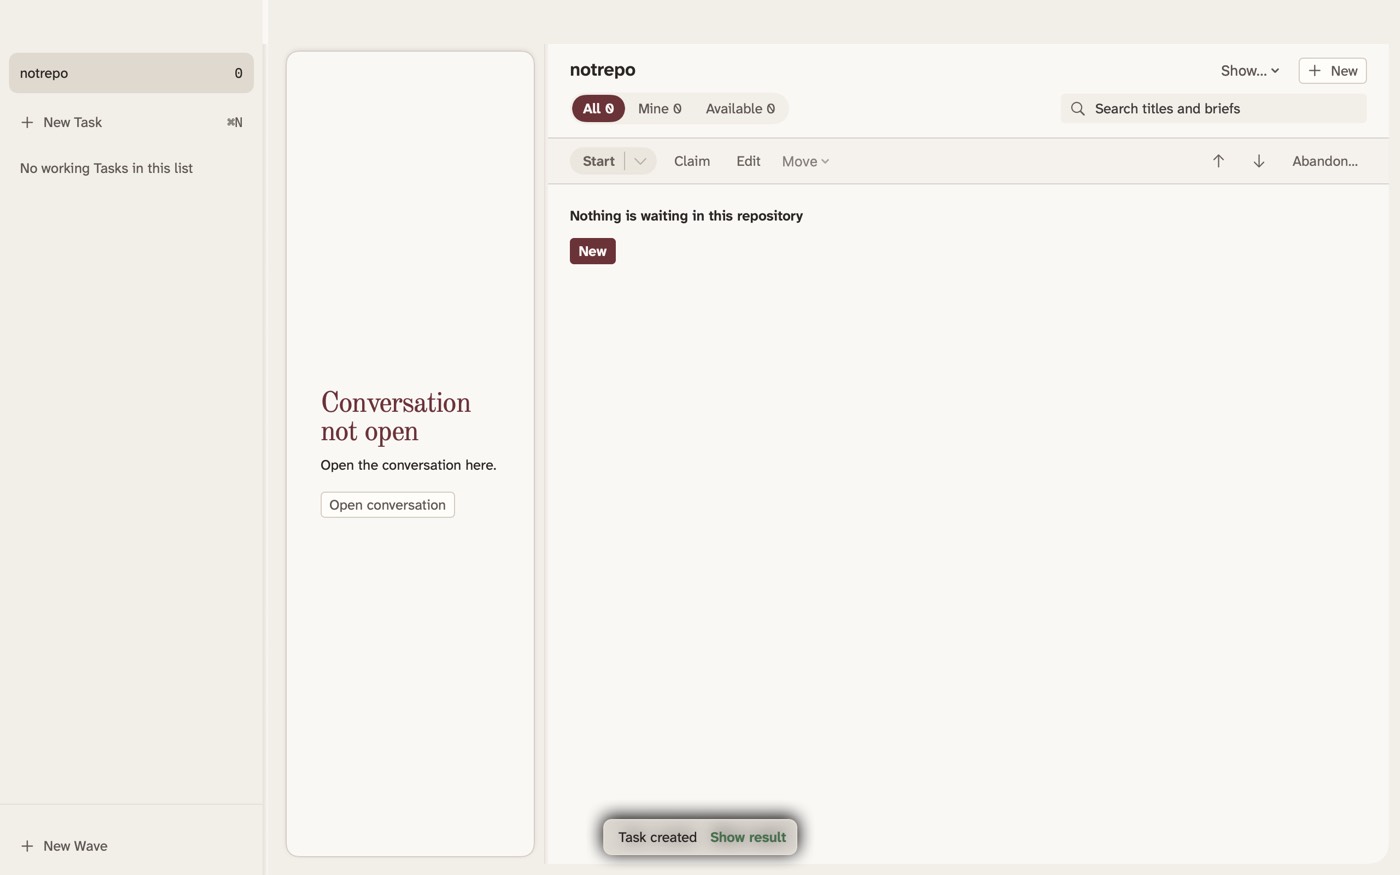 notrepo 0
New Task ⌘N
No working Tasks in this list
New Wave
Conversation
not open
Open the conversation here.
Open conversation
notrepo
Show...
New
All 0
Mine 0
Available 0
Search titles and briefs
Start
Claim
Edit
Move
Abandon...
Nothing is waiting in this repository
New
Task created Show result